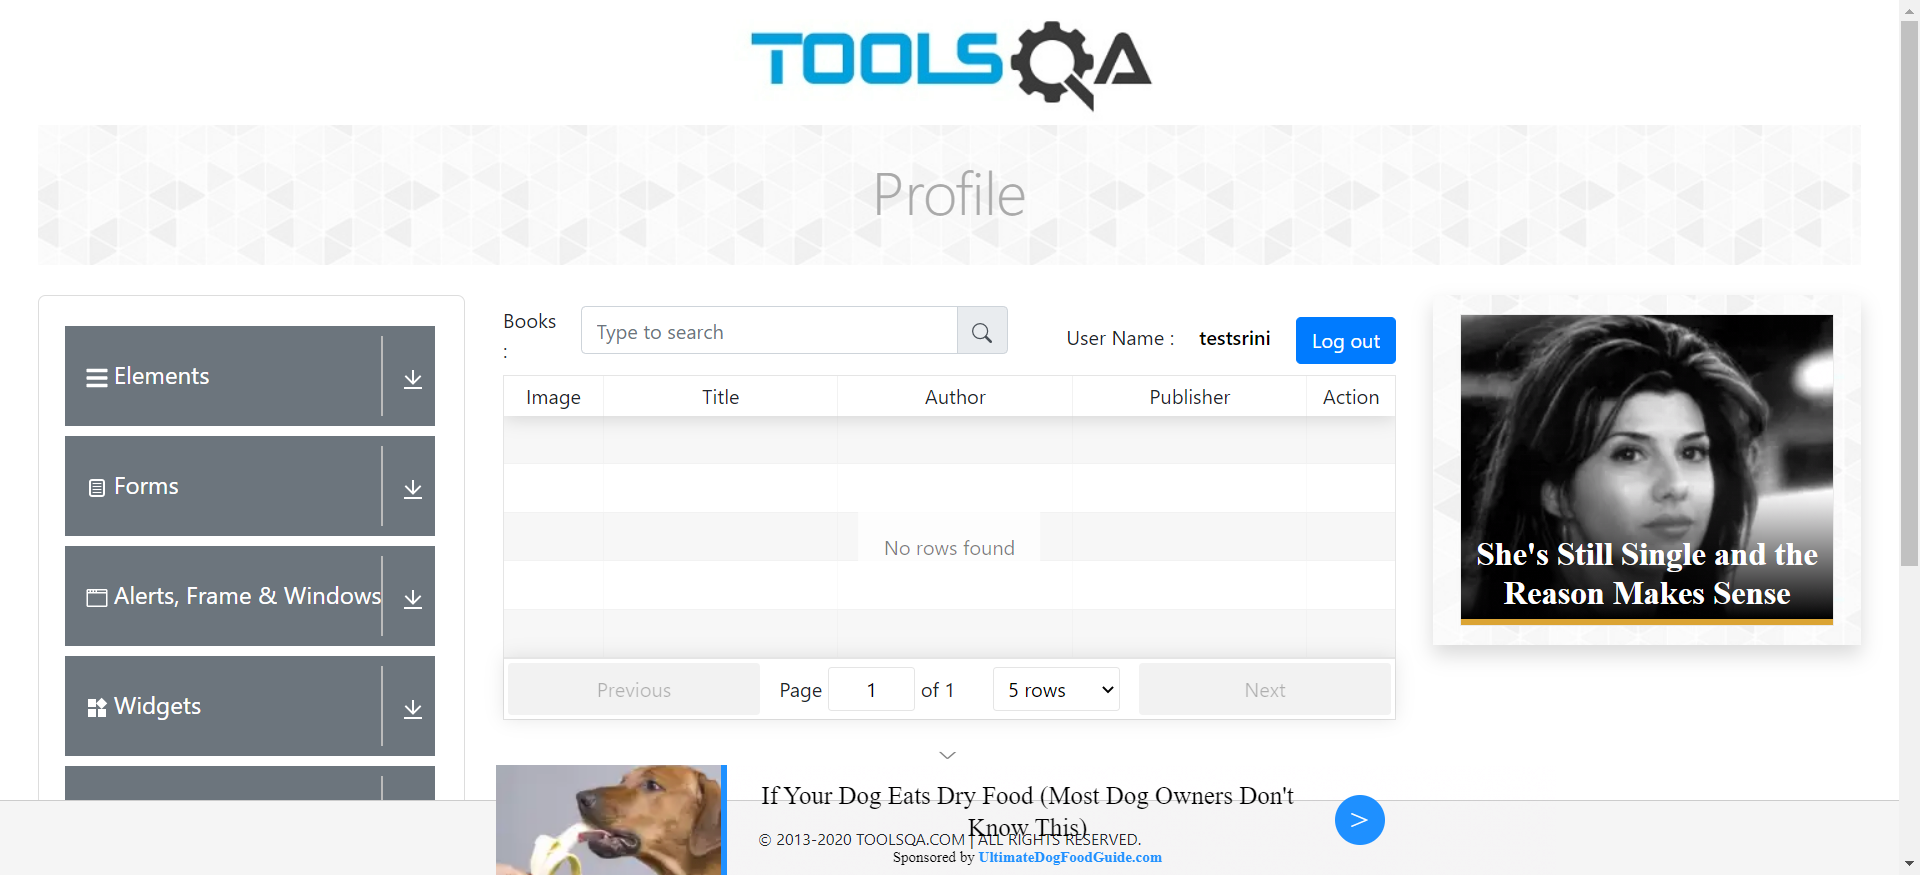 TOOLSQA
Profile
Elements
Forms
Alerts, Frame & Windows
Widgets
Books
:
Type to search
User Name :
testsrini
Log out
Image Title Author Publisher Action
No rows found
Previous
Page 1 of 1
5 rows
Next
She's Still Single and the
Reason Makes Sense
If Your Dog Eats Dry Food (Most Dog Owners Don't
Know This)
© 2013-2020 TOOLSQA.COM | ALL RIGHTS RESERVED.
Sponsored by UltimateDogFoodGuide.com
>